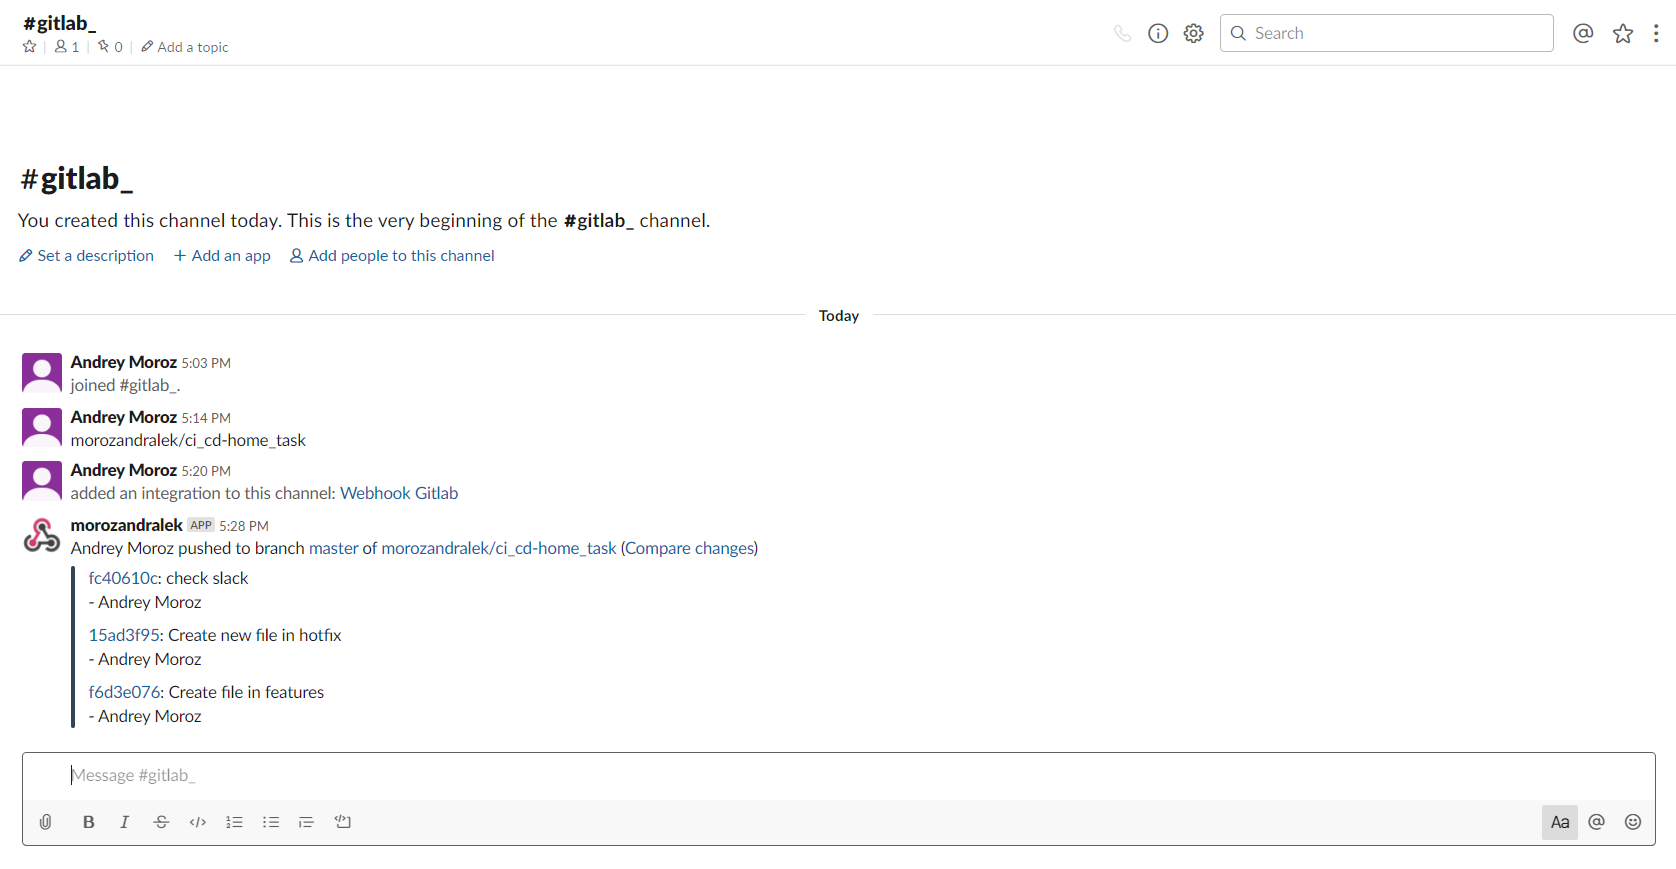 #gitlab_
1 0 Add a topic
Search
#gitlab_
You created this channel today. This is the very beginning of the #gitlab_ channel.
Set a description + Add an app Add people to this channel
Today
Andrey Moroz 5:03 PM
joined #gitlab_.
Andrey Moroz 5:14 PM
morozandralek/ci_cd-home_task
Andrey Moroz 5:20 PM
added an integration to this channel: Webhook Gitlab
morozandralek APP 5:28 PM
Andrey Moroz pushed to branch master of morozandralek/ci_cd-home_task (Compare changes)
fc40610c: check slack
- Andrey Moroz
15ad3f95: Create new file in hotfix
- Andrey Moroz
f6d3e076: Create file in features
- Andrey Moroz
Message #gitlab_
B I S </> Aa @